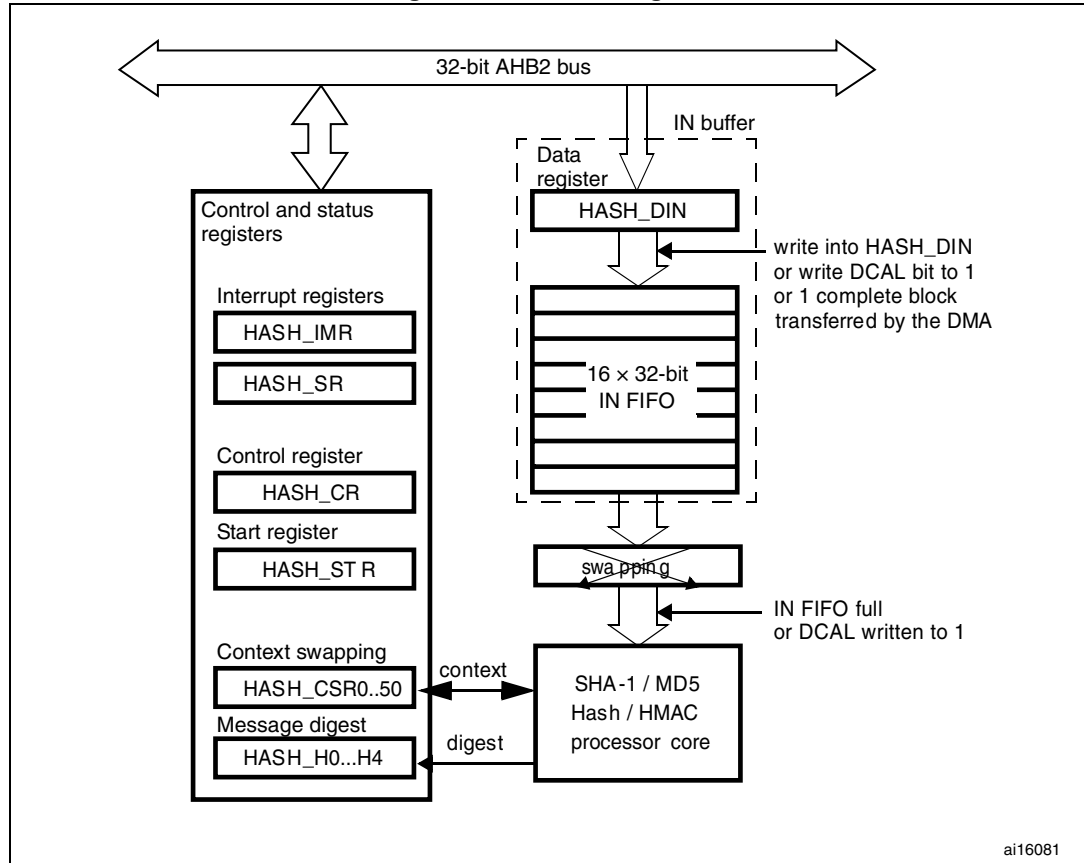 32-bit AHB2 bus
IN buffer
Data
register
HASH_DIN
write into HASH_DIN
or write DCAL bit to 1
or 1 complete block
transferred by the DMA
16 × 32-bit
IN FIFO
swapping
IN FIFO full
or DCAL written to 1
SHA-1 / MD5
Hash / HMAC
processor core
Control and status
registers
Interrupt registers
HASH_IMR
HASH_SR
Control register
HASH_CR
Start register
HASH_STR
Context swapping
HASH_CSR0..50
Message digest
HASH_H0...H4
context
digest
ai16081